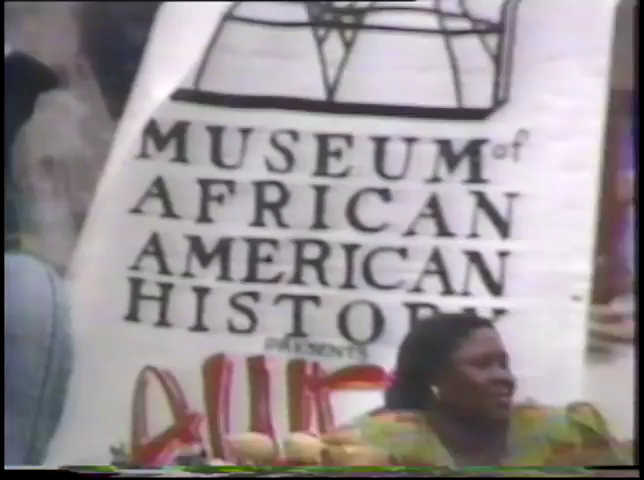 MUSEUM of
AFRICAN
AMERICAN
HISTORY
PRESENTS